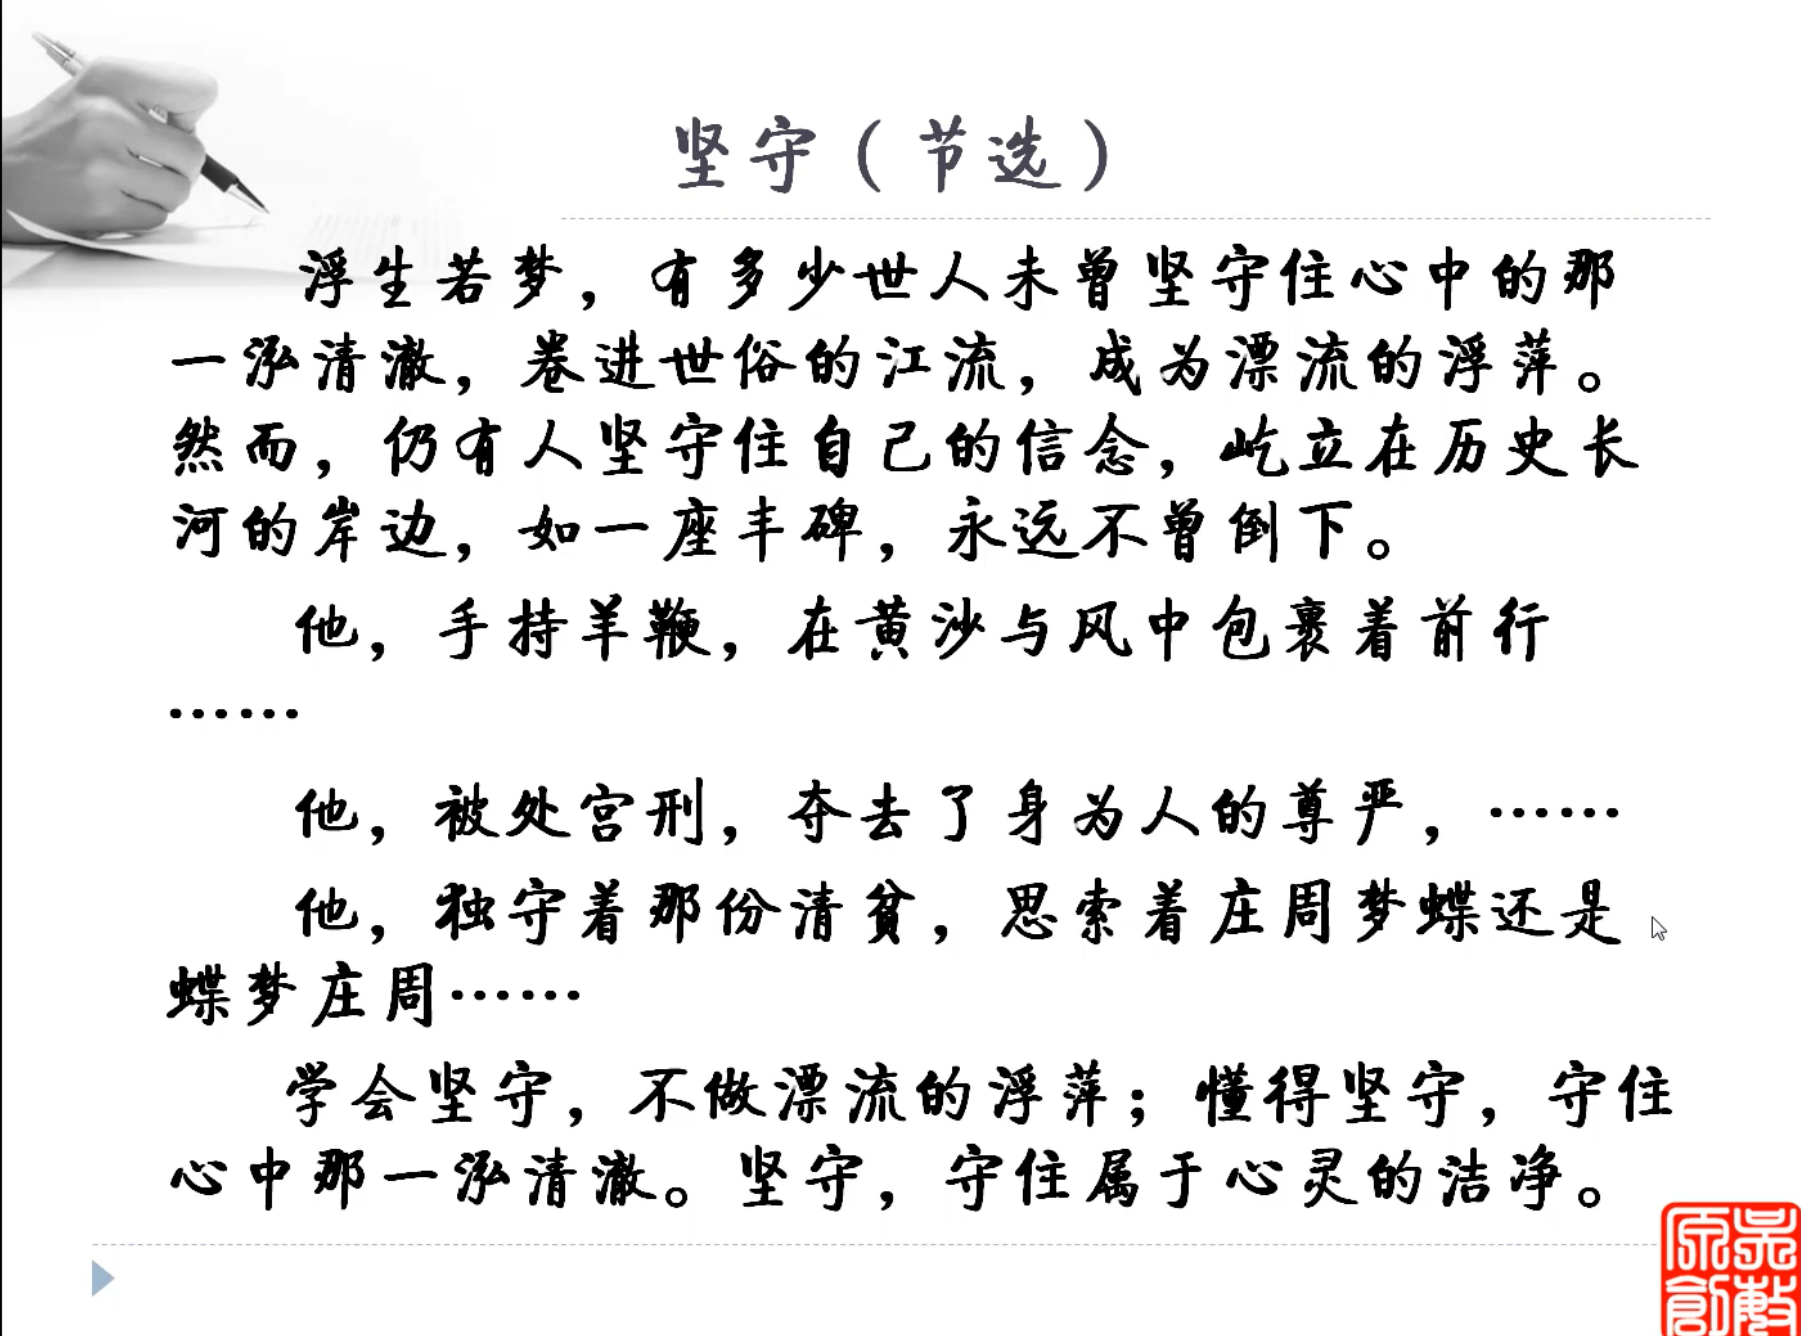 坚守（节选）
浮生若梦，有多少世人未曾坚守住心中的那
一泓清澈，卷进世俗的江流，成为漂流的浮萍。
然而，仍有人坚守住自己的信念，屹立在历史长
河的岸边，如一座丰碑，永远不曾倒下。
他，手持羊鞭，在黄沙与风中包裹着前行
……
他，被处宫刑，夺去了身为人的尊严，……
他，独守着那份清贫，思索着庄周梦蝶还是
蝶梦庄周……
学会坚守，不做漂流的浮萍；懂得坚守，守住
心中那一泓清澈。坚守，守住属于心灵的洁净。